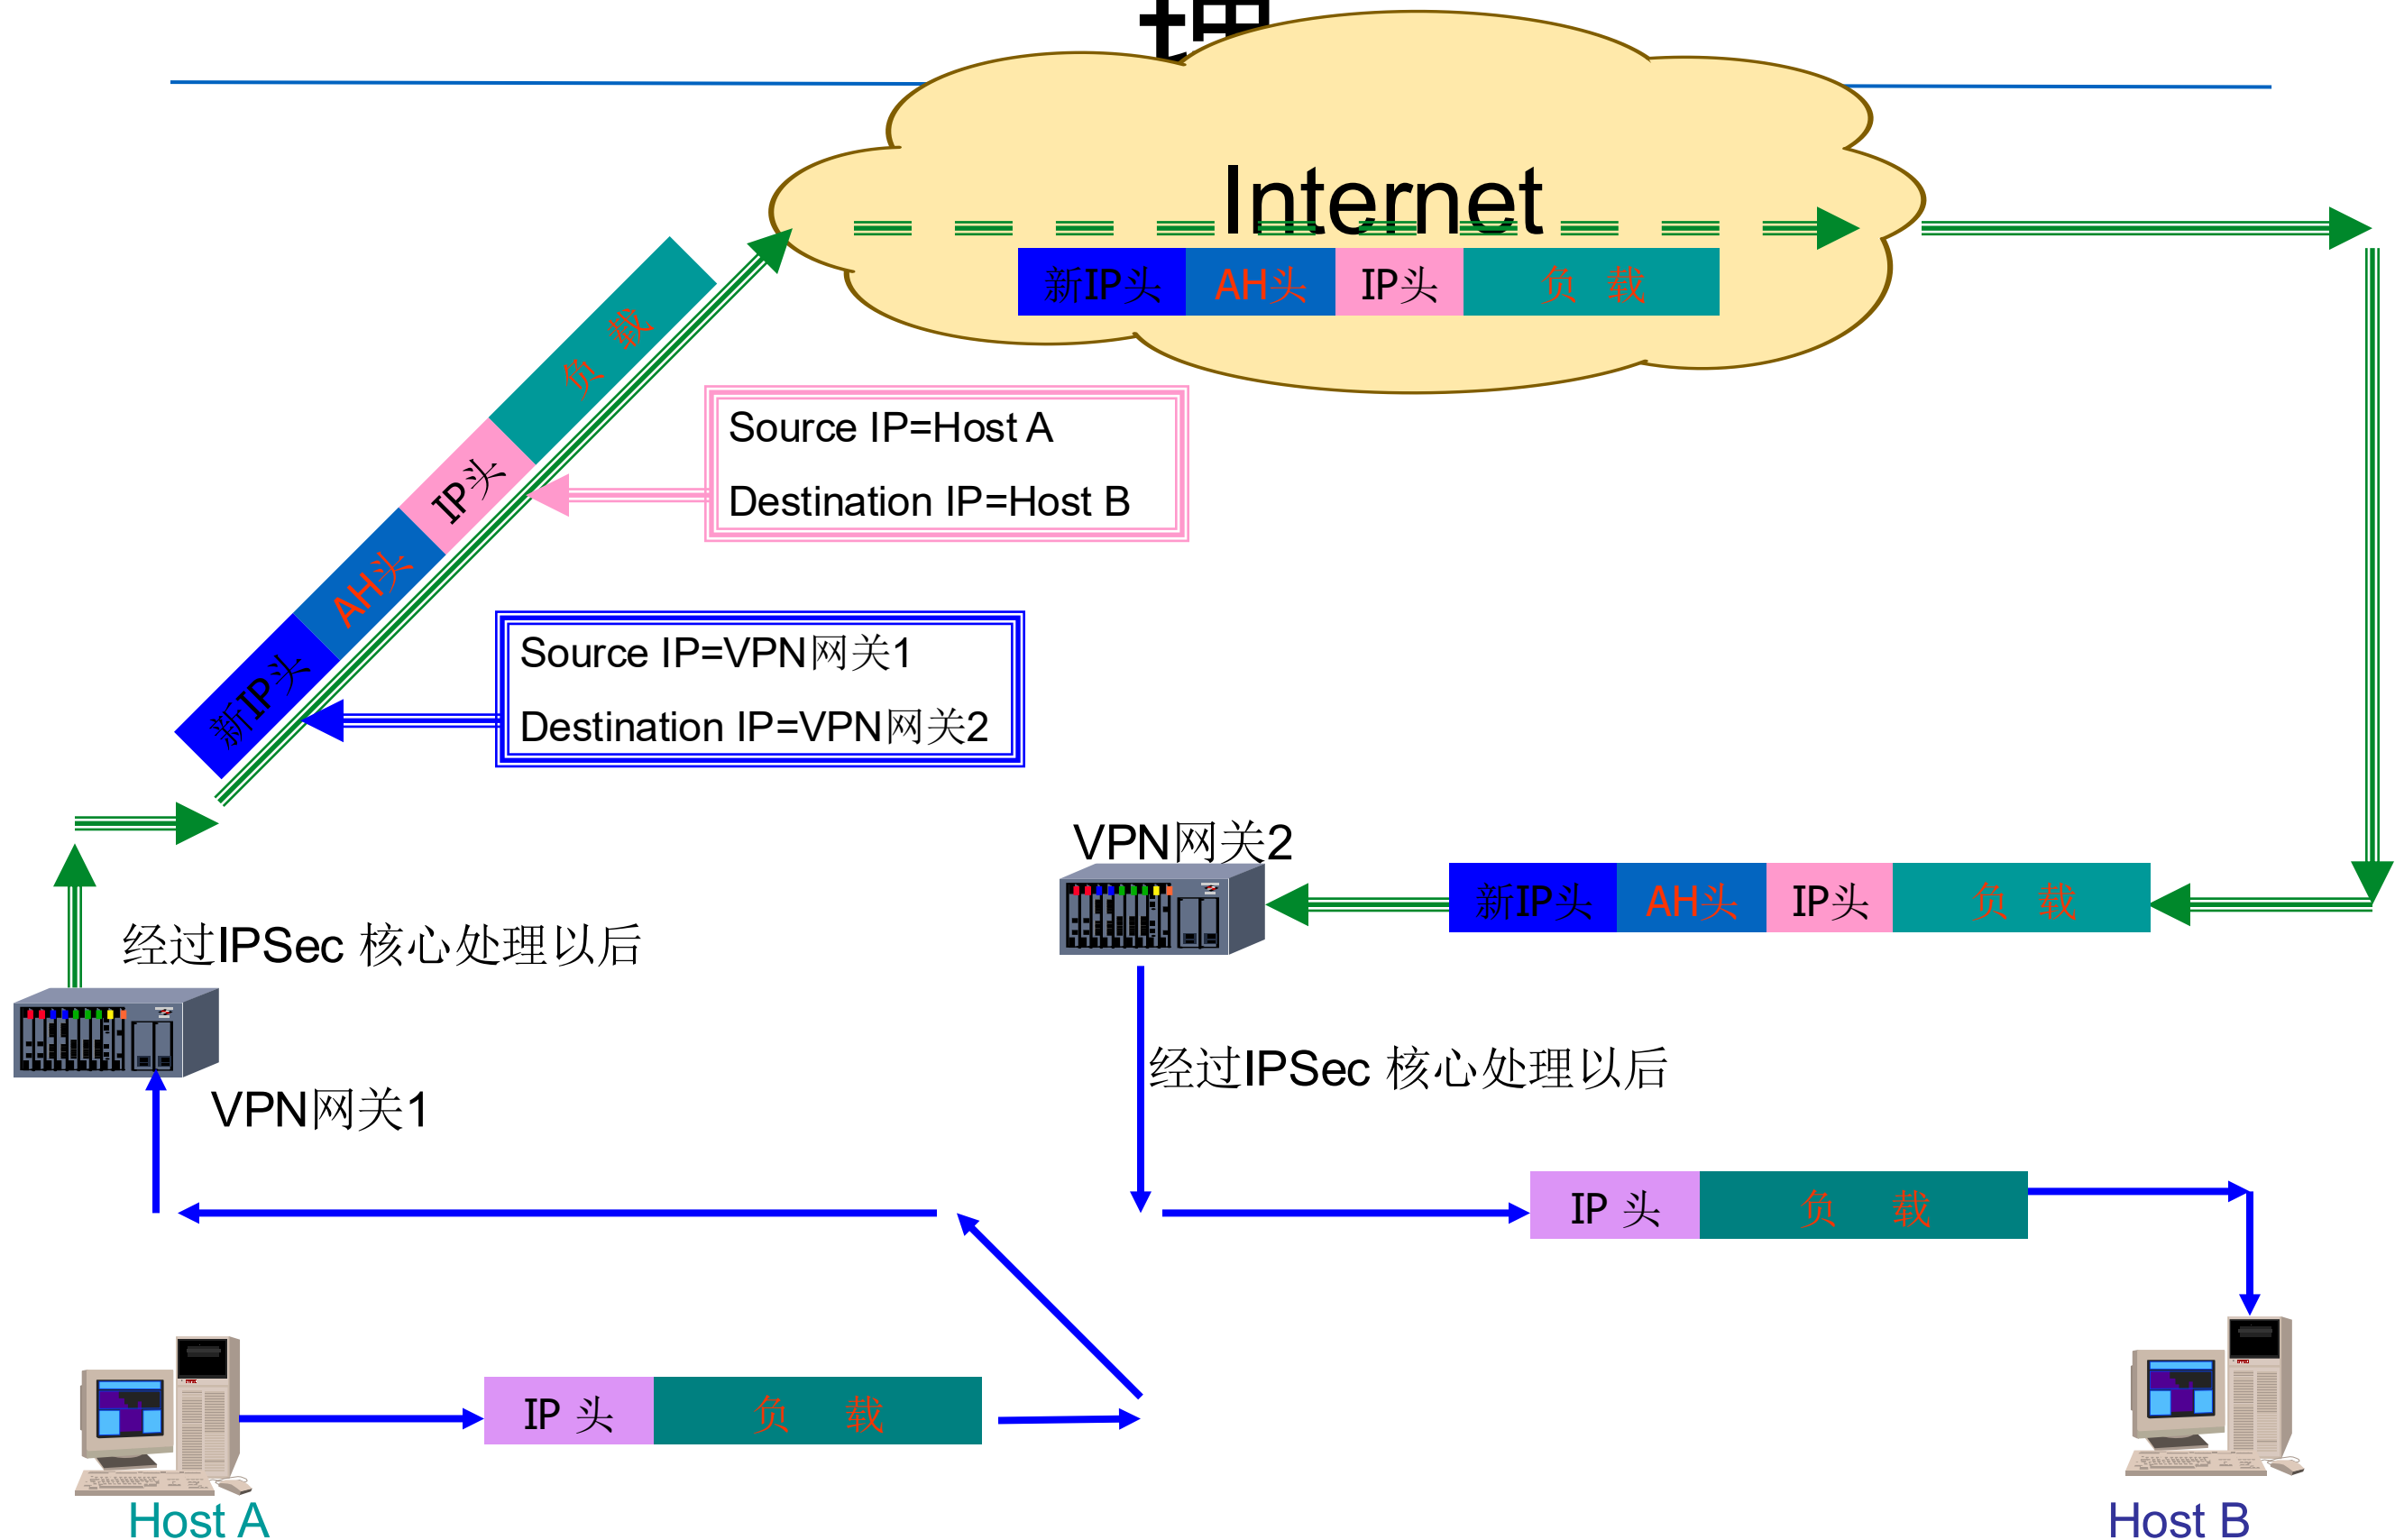 Internet
新IP头 AH头 IP头 负 载
负 载
IP头
AH头
新IP头
Source IP=Host A
Destination IP=Host B
Source IP=VPN网关1
Destination IP=VPN网关2
VPN网关2
新IP头 AH头 IP头 负 载
经过IPSec 核心处理以后
经过IPSec 核心处理以后
VPN网关1
IP 头 负 载
IP 头 负 载
Host A
Host B